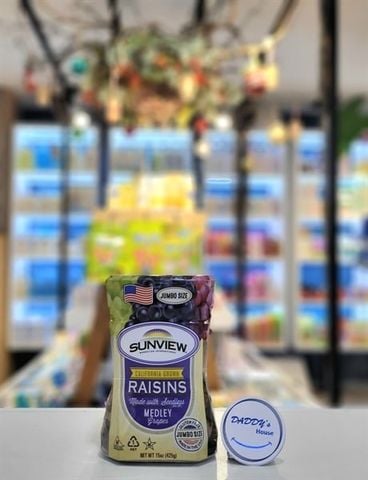 JUMBO SIZE
SUNVIEW
CALIFORNIA GROWN
RAISINS
Made with Seedless
MEDLEY
Grapes
JUMBO SIZE
NET WT 15oz (425g)
DADDY's
House